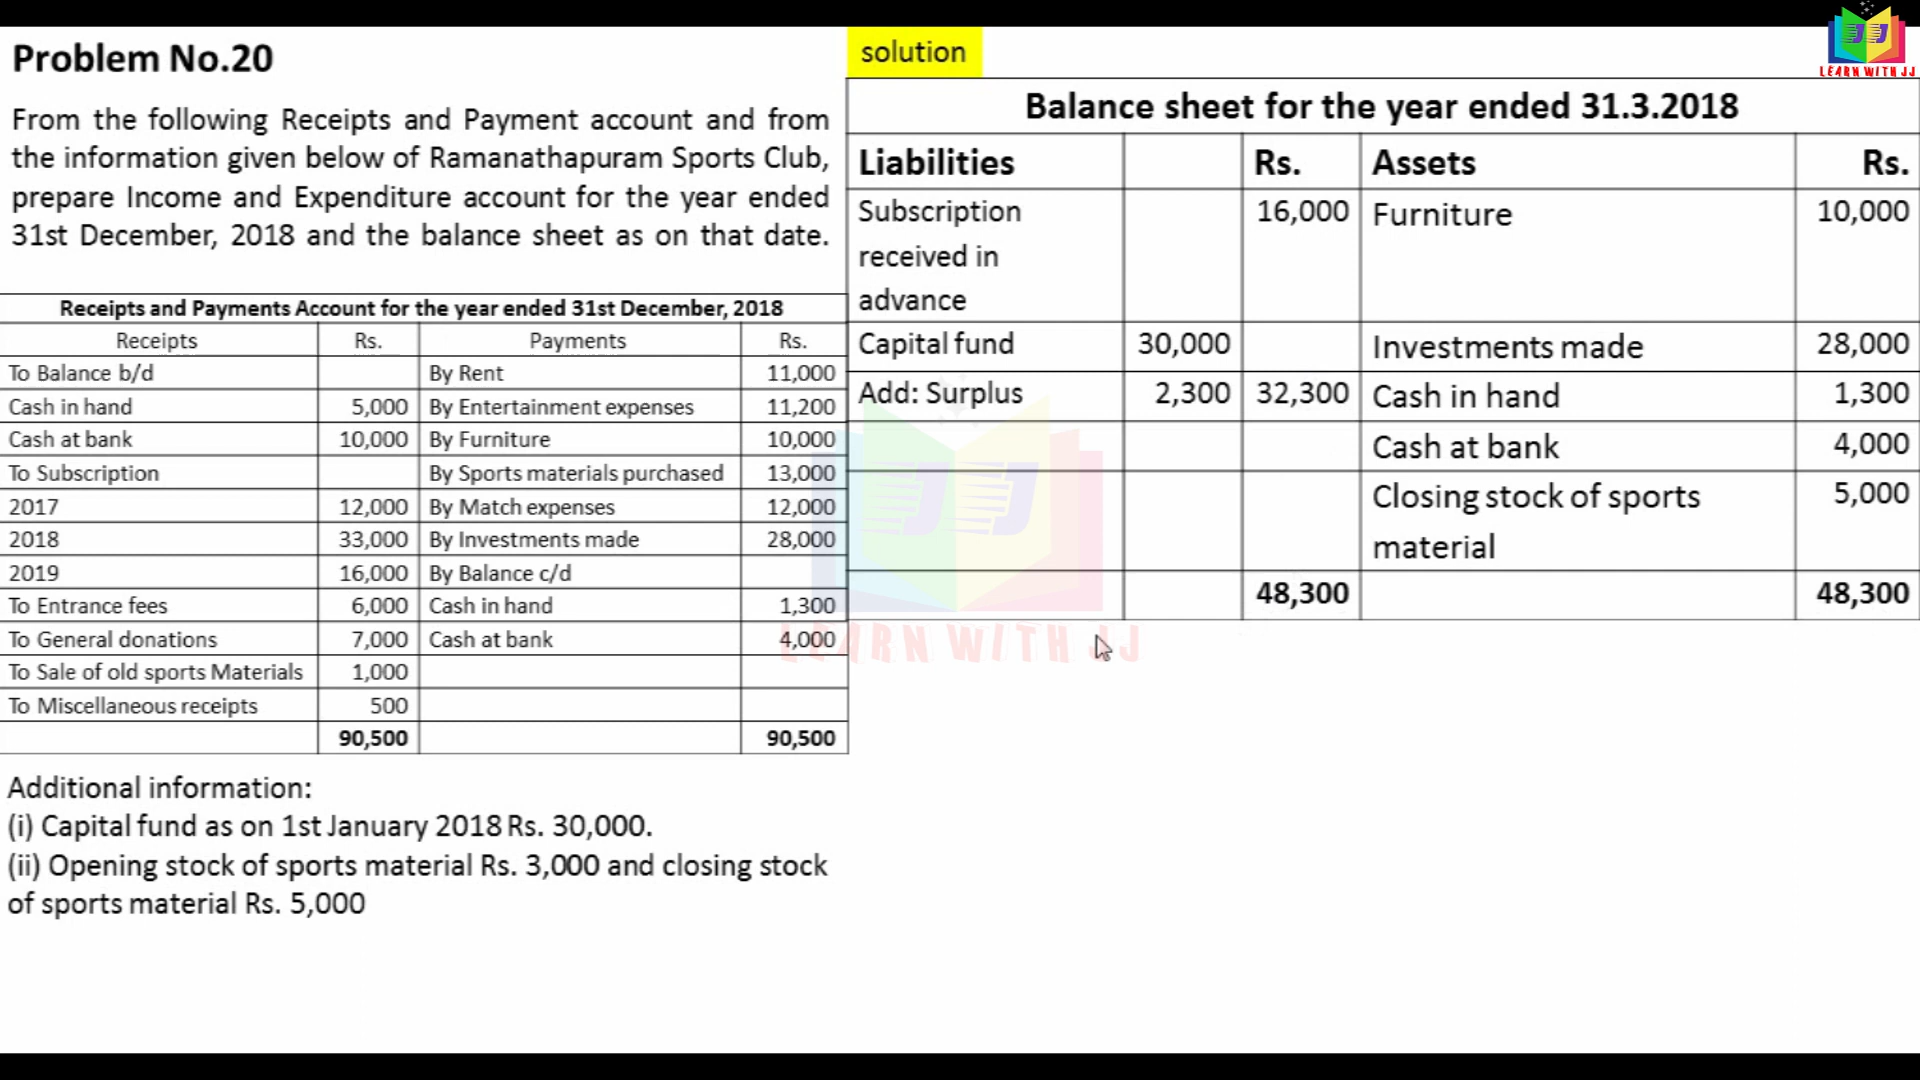 Problem No.20
From the following Receipts and Payment account and from
the information given below of Ramanathapuram Sports Club,
prepare Income and Expenditure account for the year ended
31st December, 2018 and the balance sheet as on that date.
Receipts and Payments Account for the year ended 31st December, 2018
Receipts Rs. Payments Rs.
To Balance b/d By Rent 11,000
Cash in hand 5,000 By Entertainment expenses 11,200
Cash at bank 10,000 By Furniture 10,000
To Subscription By Sports materials purchased 13,000
2017 12,000 By Match expenses 12,000
2018 33,000 By Investments made 28,000
2019 16,000 By Balance c/d
To Entrance fees 6,000 Cash in hand 1,300
To General donations 7,000 Cash at bank 4,000
To Sale of old sports Materials 1,000
To Miscellaneous receipts 500
90,500 90,500
Additional information:
(i) Capital fund as on 1st January 2018 Rs. 30,000.
(ii) Opening stock of sports material Rs. 3,000 and closing stock
of sports material Rs. 5,000
solution
Balance sheet for the year ended 31.3.2018
Liabilities Rs. Assets Rs.
Subscription 16,000 Furniture 10,000
received in
advance
Capital fund 30,000 Investments made 28,000
Add: Surplus 2,300 32,300 Cash in hand 1,300
Cash at bank 4,000
Closing stock of sports 5,000
material
48,300 48,300
JJ
LEARN WITH JJ
JJ
LEARN WITH JJ